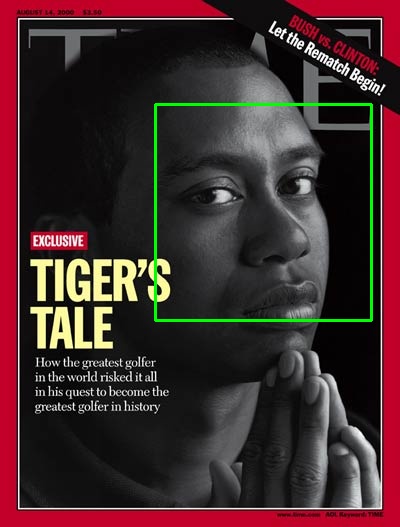 AUGUST 14, 2000 $3.50
TIME
BUSH vs. CLINTON:
Let the Rematch Begin!
EXCLUSIVE
TIGER'S
TALE
How the greatest golfer
in the world risked it all
in his quest to become the
greatest golfer in history
www.time.com AOL Keyword: TIME